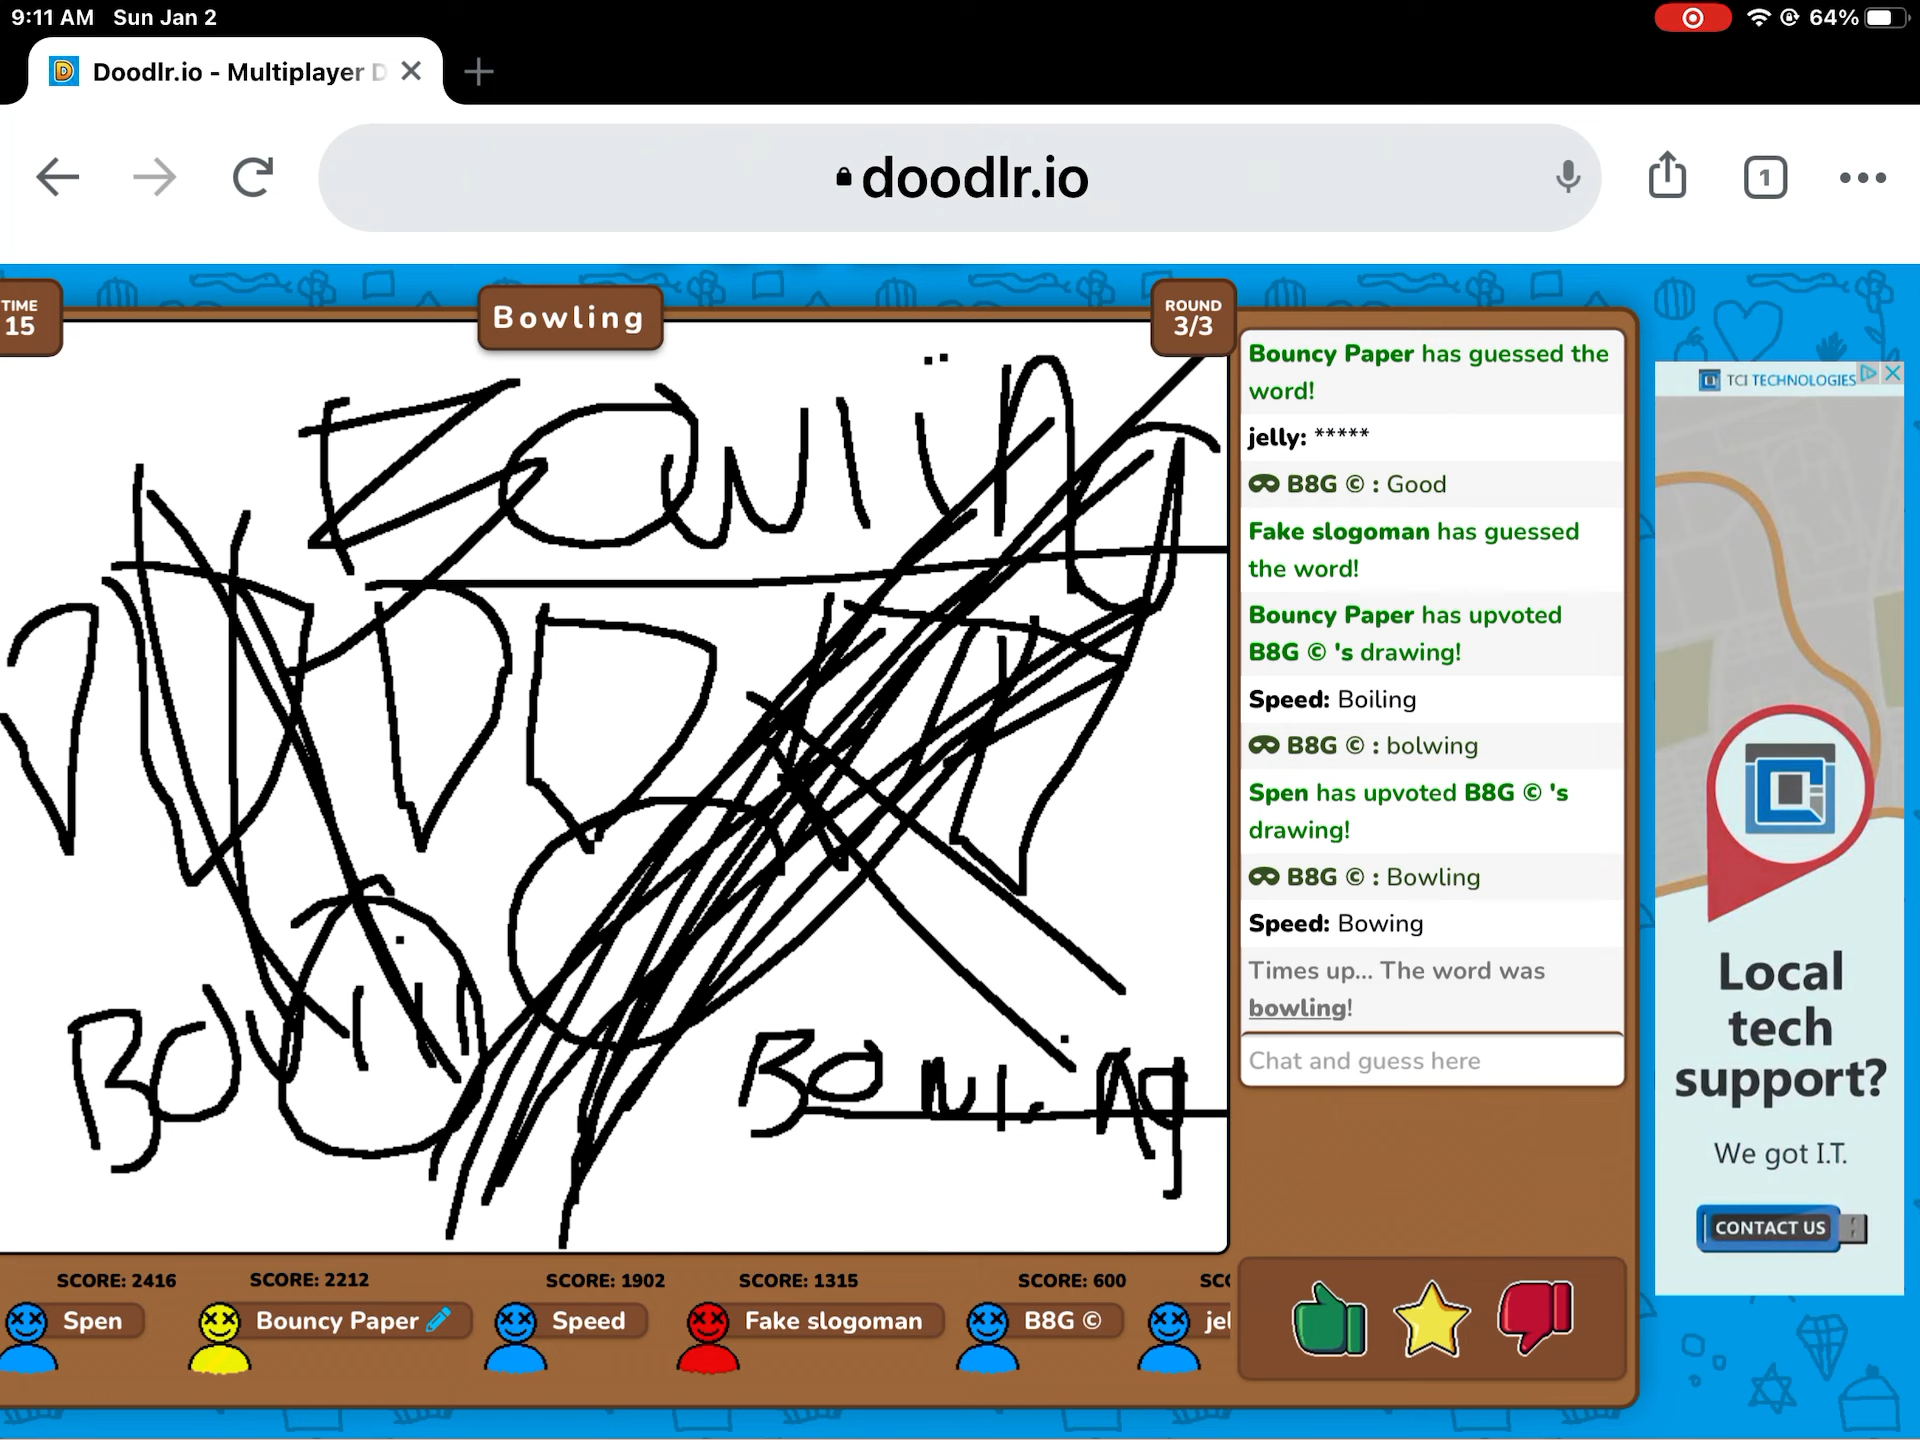 9:11 AM Sun Jan 2
64%
Doodlr.io - Multiplayer D
doodlr.io
1
TIME
15
Bowling
ROUND
3/3
Bouncy Paper has guessed the
word!
jelly: *****
B8G © : Good
Fake slogoman has guessed
the word!
Bouncy Paper has upvoted
B8G © 's drawing!
Speed: Boiling
B8G © : bolwing
Spen has upvoted B8G © 's
drawing!
B8G © : Bowling
Speed: Bowing
Times up... The word was
bowling!
Chat and guess here
TCI TECHNOLOGIES
Local
tech
support?
We got I.T.
CONTACT US
SCORE: 2416
Spen
SCORE: 2212
Bouncy Paper
SCORE: 1902
Speed
SCORE: 1315
Fake slogoman
SCORE: 600
B8G ©
SCO
jel